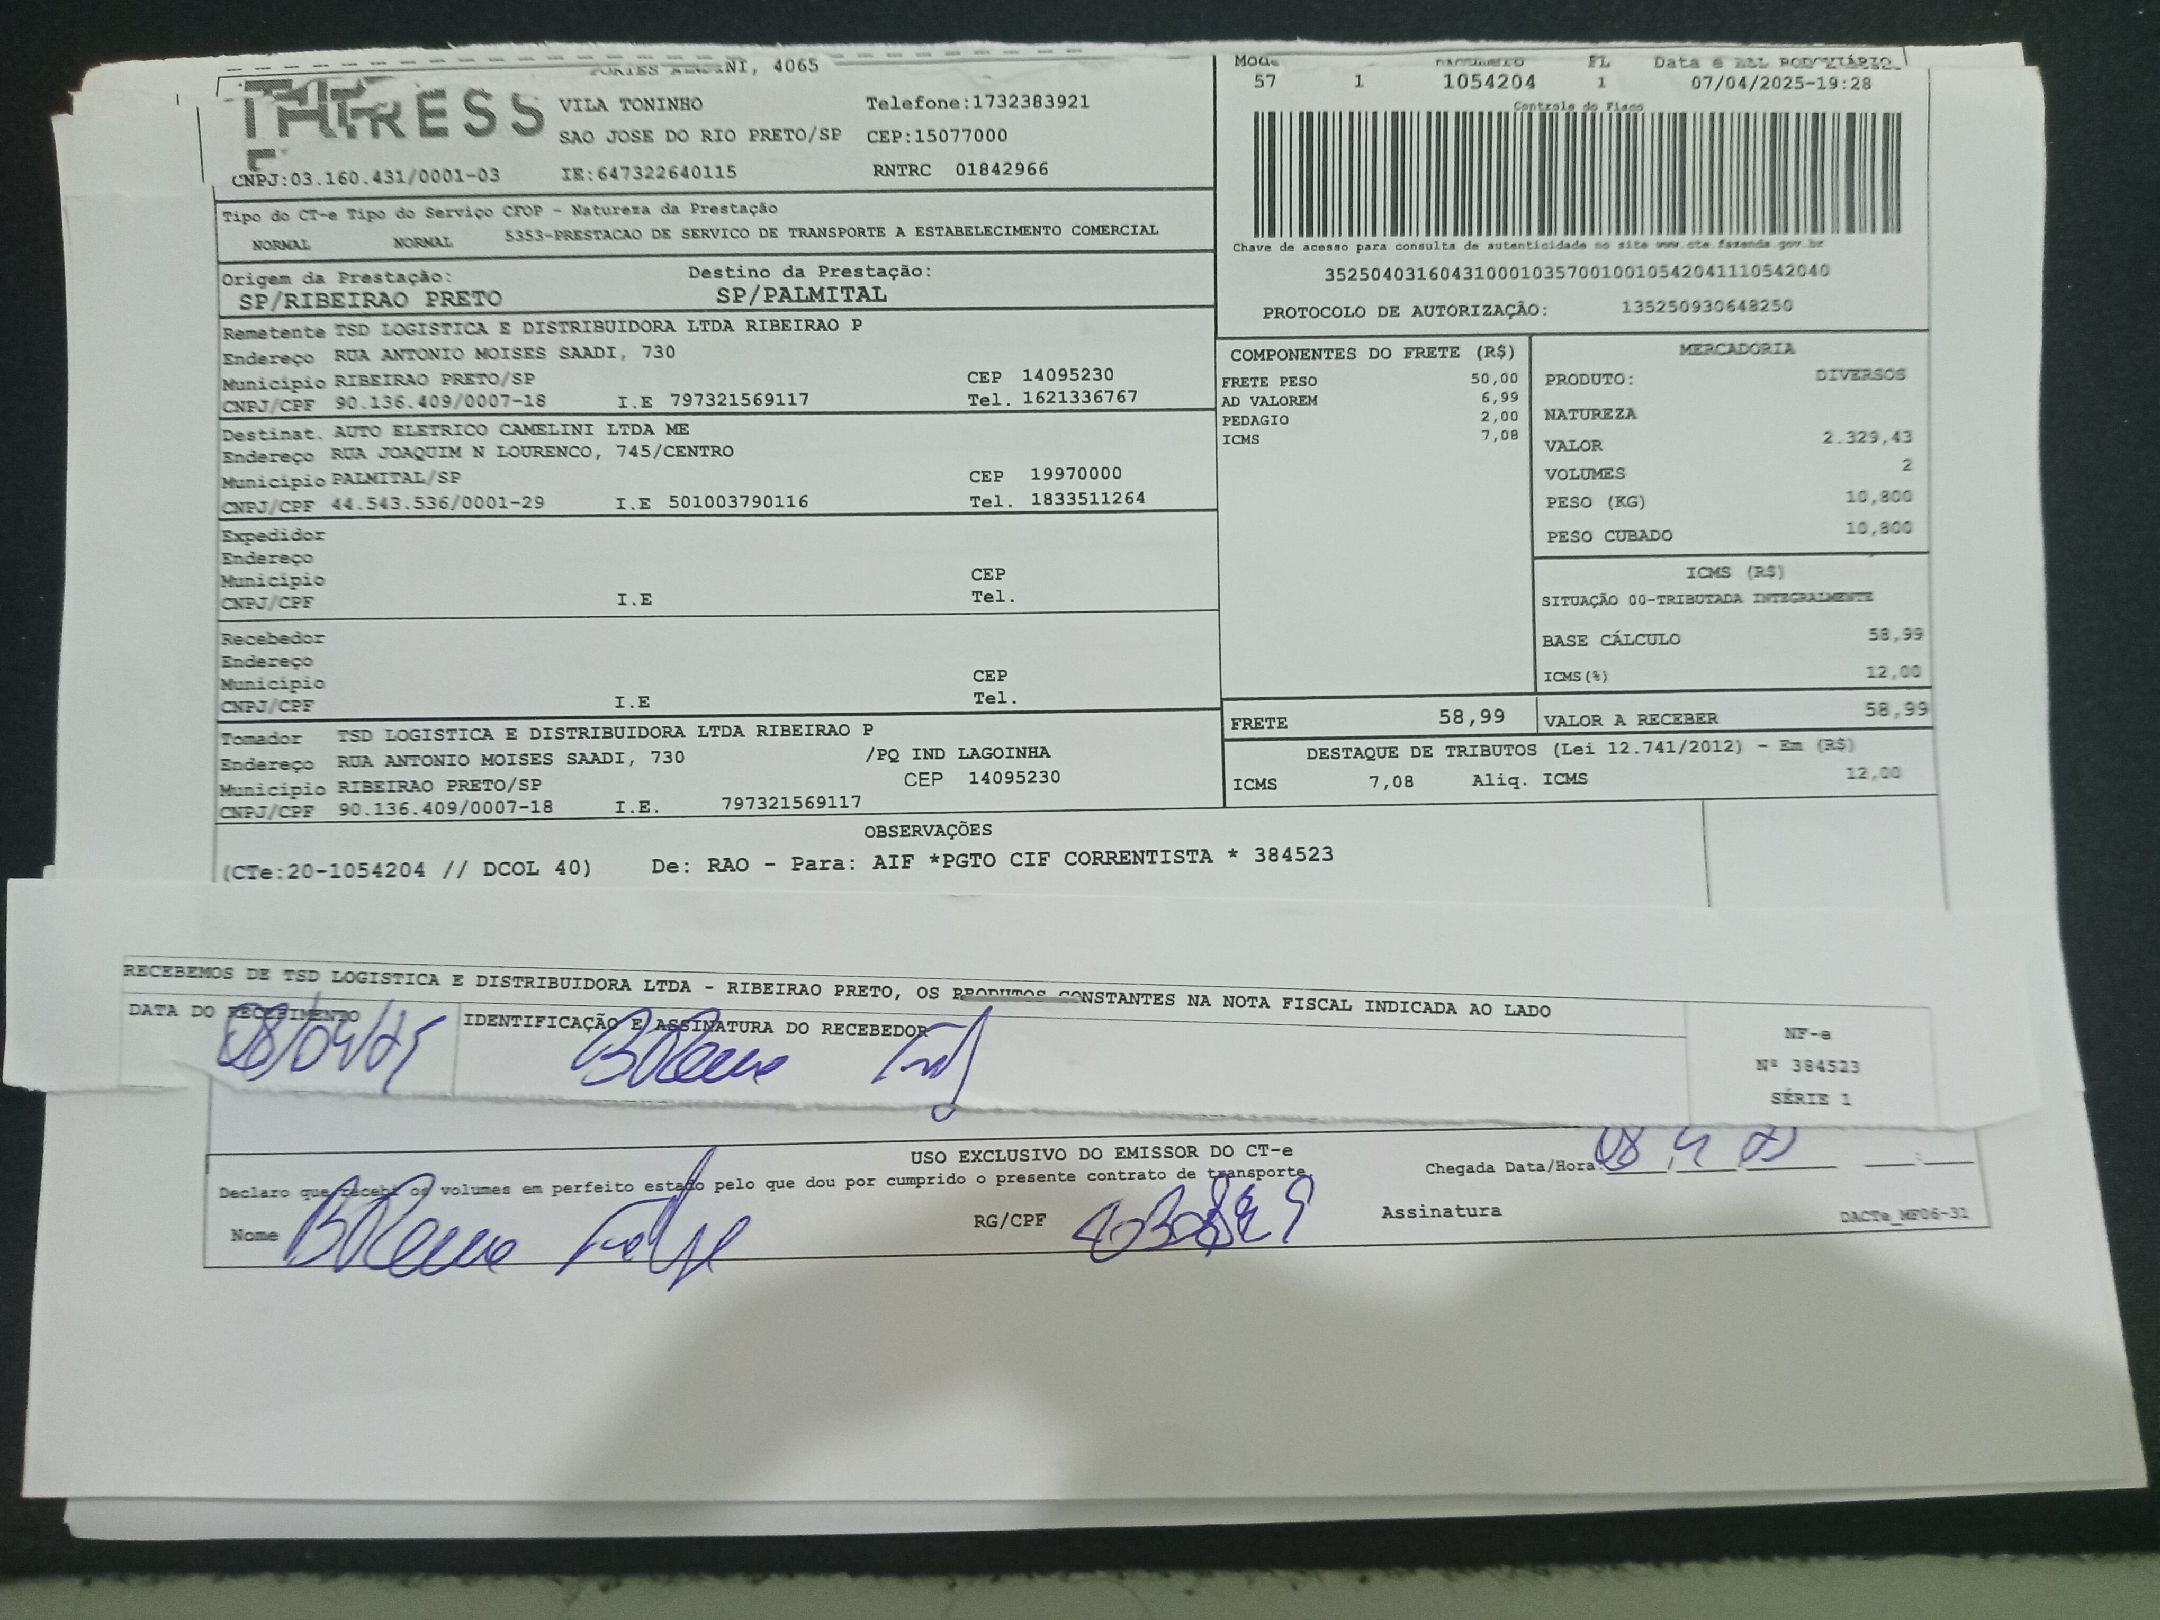 4065
VILA TONINHO Telefone:1732383921
SAO JOSE DO RIO PRETO/SP CEP:15077000
CNPJ:03.160.431/0001-03 IE:647322640115 RNTRC 01842966
FL Data e
57 1 1054204 1 07/04/2025-19:28
Controle do Fisco
Chave de acesso para consulta de autenticidade no site www.cte.fazenda.gov.br
35250403160431000103570010010542041110542040
PROTOCOLO DE AUTORIZAÇÃO: 135250930648250
Tipo do CT-e Tipo do Serviço CFOP - Natureza da Prestação
NORMAL NORMAL 5353-PRESTACAO DE SERVICO DE TRANSPORTE A ESTABELECIMENTO COMERCIAL
Origem da Prestação: Destino da Prestação:
SP/RIBEIRAO PRETO SP/PALMITAL
Remetente TSD LOGISTICA E DISTRIBUIDORA LTDA RIBEIRAO P
Endereço RUA ANTONIO MOISES SAADI, 730
Município RIBEIRAO PRETO/SP CEP 14095230
CNPJ/CPF 90.136.409/0007-18 I.E 797321569117 Tel. 1621336767
Destinat. AUTO ELETRICO CAMELINI LTDA ME
Endereço RUA JOAQUIM N LOURENCO, 745/CENTRO
Município PALMITAL/SP CEP 19970000
CNPJ/CPF 44.543.536/0001-29 I.E 501003790116 Tel. 1833511264
Expedidor
Endereço
Município CEP
CNPJ/CPF I.E Tel.
Recebedor
Endereço
Município CEP
CNPJ/CPF I.E Tel.
Tomador TSD LOGISTICA E DISTRIBUIDORA LTDA RIBEIRAO P
Endereço RUA ANTONIO MOISES SAADI, 730 /PQ IND LAGOINHA
Município RIBEIRAO PRETO/SP CEP 14095230
CNPJ/CPF 90.136.409/0007-18 I.E. 797321569117
COMPONENTES DO FRETE (R$)
FRETE PESO 50,00
AD VALOREM 6,99
PEDAGIO 2,00
ICMS 7,08
MERCADORIA
PRODUTO: DIVERSOS
NATUREZA
VALOR 2.329,43
VOLUMES 2
PESO (KG) 10,800
PESO CUBADO 10,800
ICMS (R$)
SITUAÇÃO 00-TRIBUTADA INTEGRALMENTE
BASE CÁLCULO 58,99
ICMS(%) 12,00
FRETE 58,99 VALOR A RECEBER 58,99
DESTAQUE DE TRIBUTOS (Lei 12.741/2012) - Em (R$)
ICMS 7,08 Aliq. ICMS 12,00
OBSERVAÇÕES
(CTe:20-1054204 // DCOL 40) De: RAO - Para: AIF *PGTO CIF CORRENTISTA * 384523
RECEBEMOS DE TSD LOGISTICA E DISTRIBUIDORA LTDA - RIBEIRAO PRETO, OS PRODUTOS CONSTANTES NA NOTA FISCAL INDICADA AO LADO
DATA DO RECEBIMENTO IDENTIFICAÇÃO E ASSINATURA DO RECEBEDOR
08/04/25
NF-e
Nº 384523
SÉRIE 1
USO EXCLUSIVO DO EMISSOR DO CT-e
Declaro que recebi os volumes em perfeito estado pelo que dou por cumprido o presente contrato de transporte. Chegada Data/Hora: 08
Nome RG/CPF Assinatura
DACTe_MF06-31